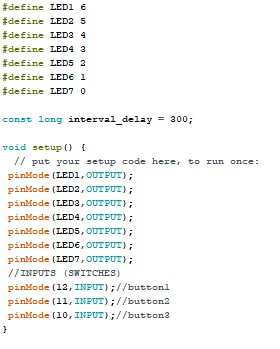 #define LED1 6
#define LED2 5
#define LED3 4
#define LED4 3
#define LED5 2
#define LED6 1
#define LED7 0
const long interval_delay = 300;
void setup() {
// put your setup code here, to run once:
pinMode(LED1,OUTPUT);
pinMode(LED2,OUTPUT);
pinMode(LED3,OUTPUT);
pinMode(LED4,OUTPUT);
pinMode(LED5,OUTPUT);
pinMode(LED6,OUTPUT);
pinMode(LED7,OUTPUT);
//INPUTS (SWITCHES)
pinMode(12,INPUT);//button1
pinMode(11,INPUT);//button2
pinMode(10,INPUT);//button3
}